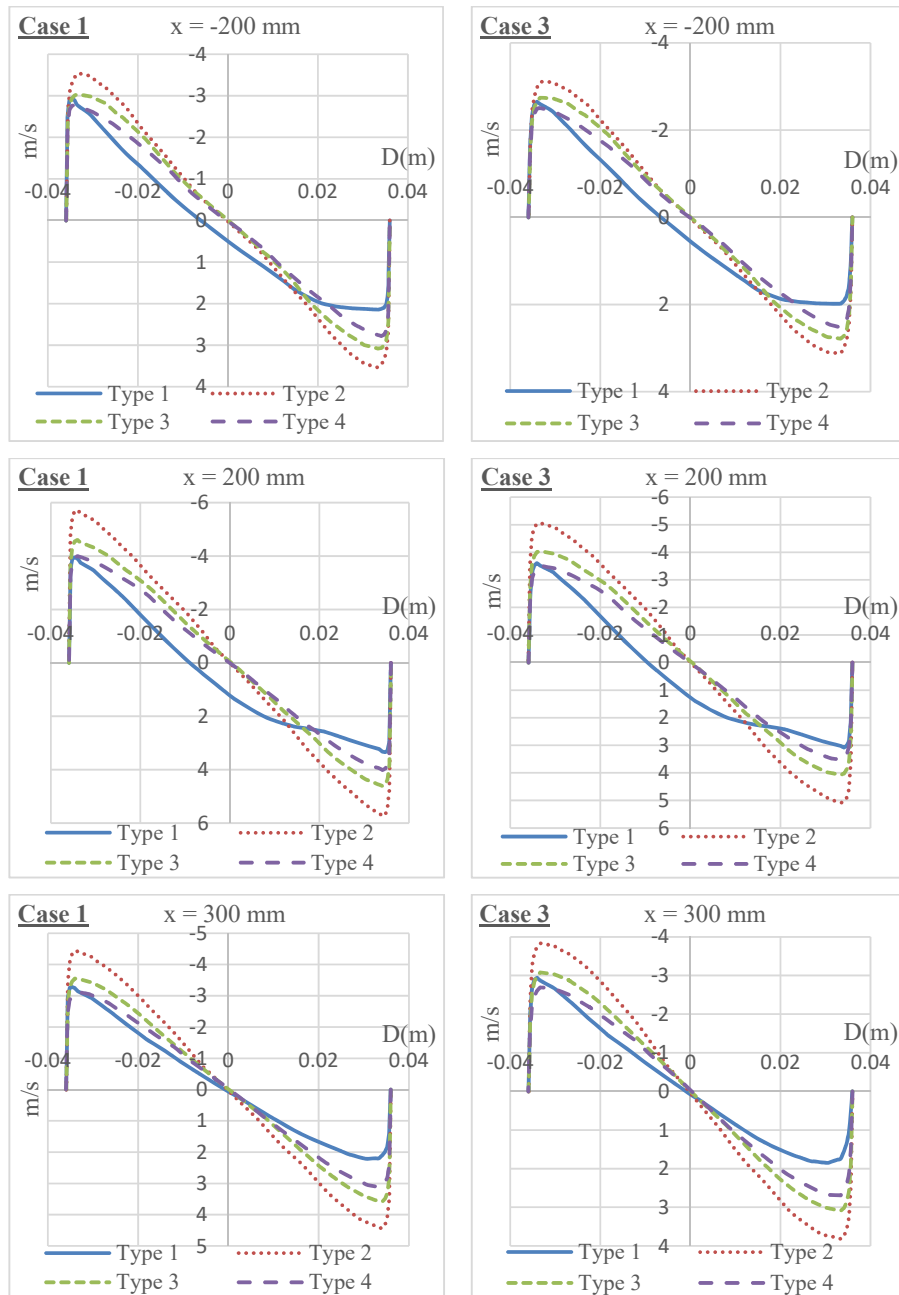 Case 1 x = -200 mm
-4
-3
-2
-1
0
1
2
3
4
-0.04 -0.02 0 0.02 0.04
m/s
D(m)
Type 1 Type 2
Type 3 Type 4
Case 3 x = -200 mm
-4
-2
0
2
4
-0.04 -0.02 0 0.02 0.04
m/s
D(m)
Type 1 Type 2
Type 3 Type 4
Case 1 x = 200 mm
-6
-4
-2
0
2
4
6
-0.04 -0.02 0 0.02 0.04
m/s
D(m)
Type 1 Type 2
Type 3 Type 4
Case 3 x = 200 mm
-6
-5
-4
-3
-2
-1
0
1
2
3
4
5
6
-0.04 -0.02 0 0.02 0.04
m/s
D(m)
Type 1 Type 2
Type 3 Type 4
Case 1 x = 300 mm
-5
-4
-3
-2
-1
0
1
2
3
4
5
-0.04 -0.02 0 0.02 0.04
m/s
D(m)
Type 1 Type 2
Type 3 Type 4
Case 3 x = 300 mm
-4
-3
-2
-1
0
1
2
3
4
-0.04 -0.02 0 0.02 0.04
m/s
D(m)
Type 1 Type 2
Type 3 Type 4